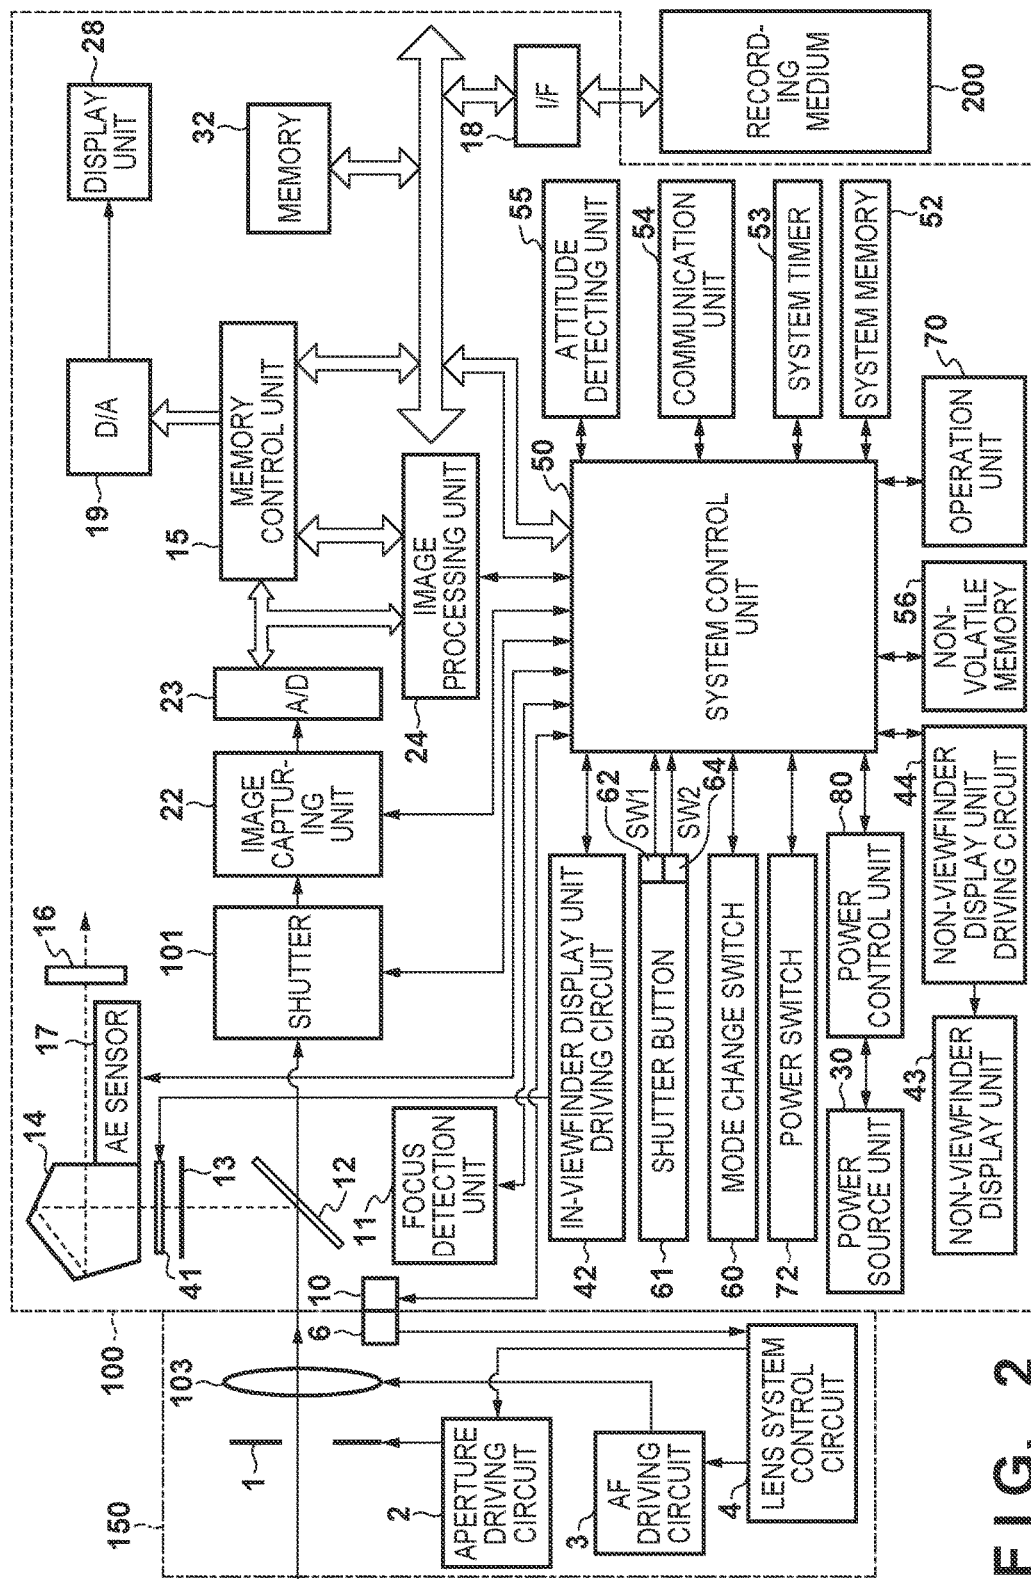 150
100
1
103
APERTURE
DRIVING
CIRCUIT
2
AF
DRIVING
CIRCUIT
3
LENS SYSTEM
CONTROL
CIRCUIT
4
6
10
14
41
13
12
AE SENSOR
17
16
FOCUS
DETECTION
UNIT
11
SHUTTER
101
IMAGE
CAPTUR-
ING
UNIT
22
A/D
23
IMAGE
PROCESSING UNIT
24
MEMORY
CONTROL UNIT
15
D/A
19
DISPLAY
UNIT
28
MEMORY
32
I/F
18
RECORD-
ING
MEDIUM
200
IN-VIEWFINDER DISPLAY UNIT
DRIVING CIRCUIT
42
SHUTTER BUTTON
61
62
SW1
SW2
64
MODE CHANGE SWITCH
60
POWER SWITCH
72
POWER
SOURCE UNIT
30
POWER
CONTROL UNIT
80
NON-VIEWFINDER
DISPLAY UNIT
43
NON-VIEWFINDER
DISPLAY UNIT
DRIVING CIRCUIT
44
SYSTEM CONTROL
UNIT
50
ATTITUDE
DETECTING UNIT
55
COMMUNICATION
UNIT
54
SYSTEM TIMER
53
SYSTEM MEMORY
52
NON-
VOLATILE
MEMORY
56
OPERATION
UNIT
70
FIG. 2